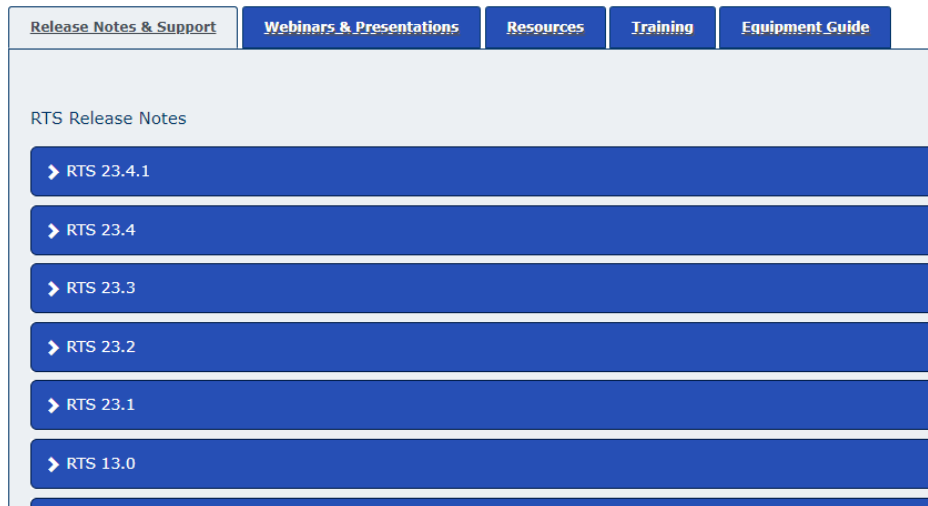 Release Notes & Support Webinars & Presentations Resources Training Equipment Guide
RTS Release Notes
RTS 23.4.1
RTS 23.4
RTS 23.3
RTS 23.2
RTS 23.1
RTS 13.0